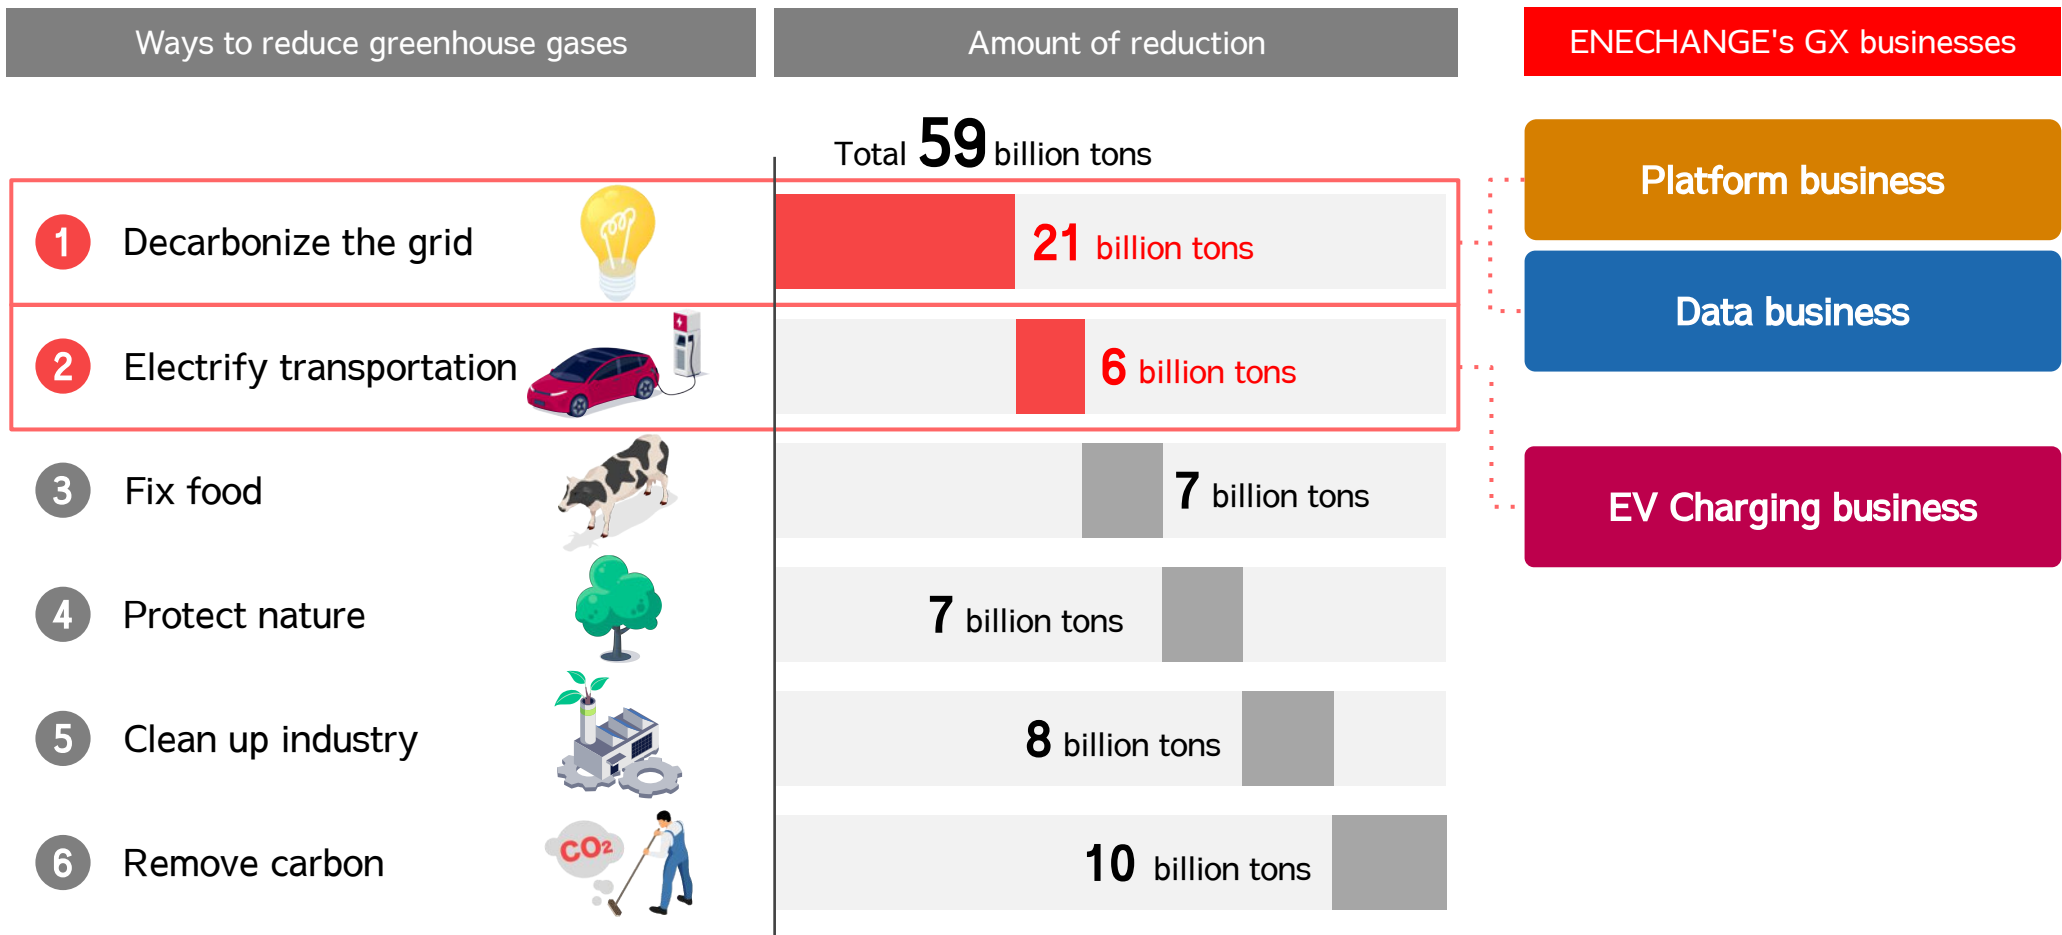 Ways to reduce greenhouse gases
Amount of reduction
ENECHANGE's GX businesses
Total 59 billion tons
1 Decarbonize the grid
21 billion tons
2 Electrify transportation
6 billion tons
3 Fix food
7 billion tons
4 Protect nature
7 billion tons
5 Clean up industry
8 billion tons
6 Remove carbon
CO2
10 billion tons
Platform business
Data business
EV Charging business